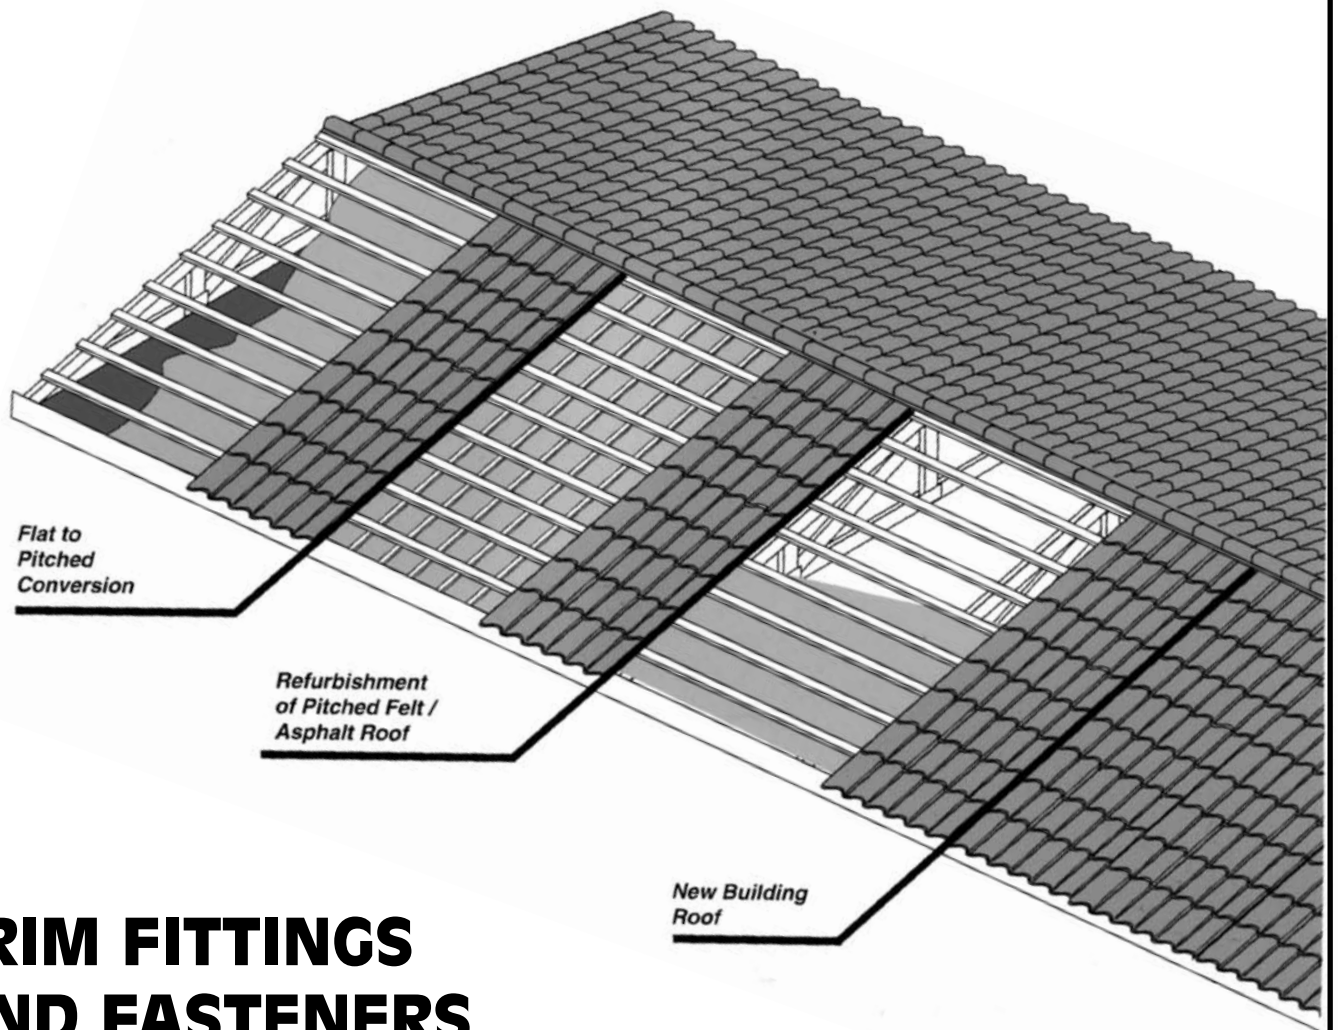 Flat to
Pitched
Conversion
Refurbishment
of Pitched Felt /
Asphalt Roof
New Building
Roof
RIM FITTINGS
ND FASTENERS